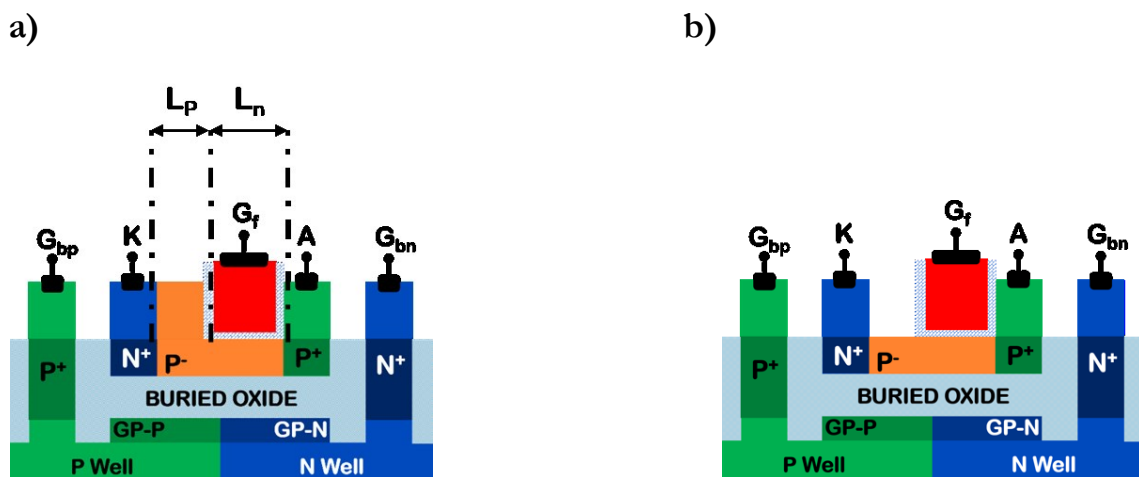 a)
b)
Lp Ln
Gf
Gbp K A Gbn
N+ P- P+
P+ N+
BURIED OXIDE
GP-P GP-N
P Well N Well
Gf
Gbp K A Gbn
N+ P- P+
P+ N+
BURIED OXIDE
GP-P GP-N
P Well N Well